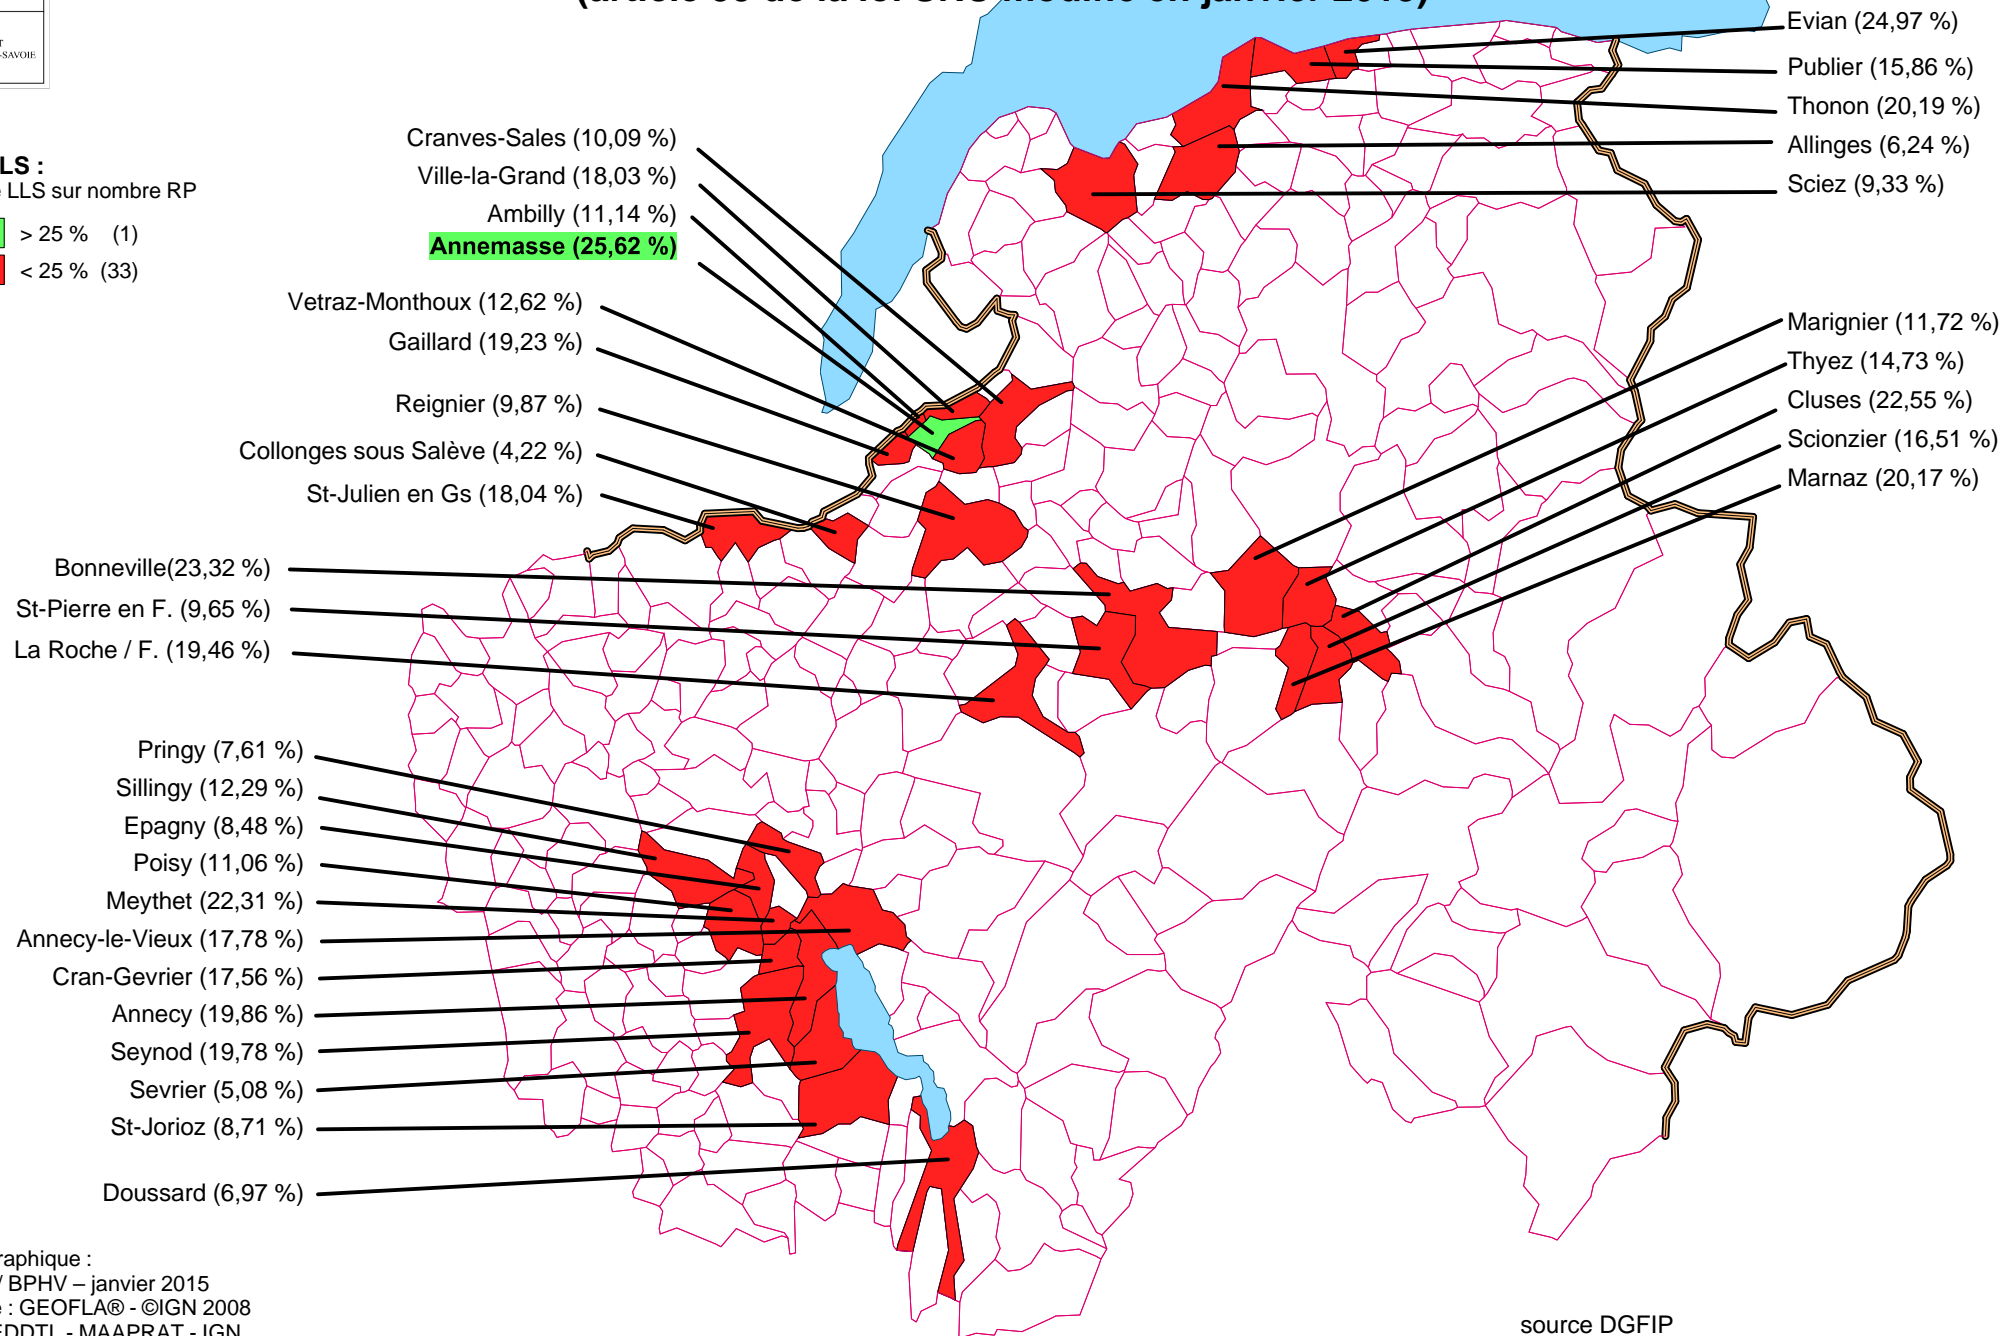 -SAVOIE
LS :
LLS sur nombre RP
> 25 % (1)
< 25 % (33)
Cranves-Sales (10,09 %)
Ville-la-Grand (18,03 %)
Ambilly (11,14 %)
Annemasse (25,62 %)
Vetraz-Monthoux (12,62 %)
Gaillard (19,23 %)
Reignier (9,87 %)
Collonges sous Salève (4,22 %)
St-Julien en Gs (18,04 %)
Bonneville(23,32 %)
St-Pierre en F. (9,65 %)
La Roche / F. (19,46 %)
Pringy (7,61 %)
Sillingy (12,29 %)
Epagny (8,48 %)
Poisy (11,06 %)
Meythet (22,31 %)
Annecy-le-Vieux (17,78 %)
Cran-Gevrier (17,56 %)
Annecy (19,86 %)
Seynod (19,78 %)
Sevrier (5,08 %)
St-Jorioz (8,71 %)
Doussard (6,97 %)
Evian (24,97 %)
Publier (15,86 %)
Thonon (20,19 %)
Allinges (6,24 %)
Sciez (9,33 %)
Marignier (11,72 %)
Thyez (14,73 %)
Cluses (22,55 %)
Scionzier (16,51 %)
Marnaz (20,17 %)
raphique :
/ BPHV – janvier 2015
: GEOFLA® - ©IGN 2008
EDDTL - MAAPRAT - IGN
source DGFIP